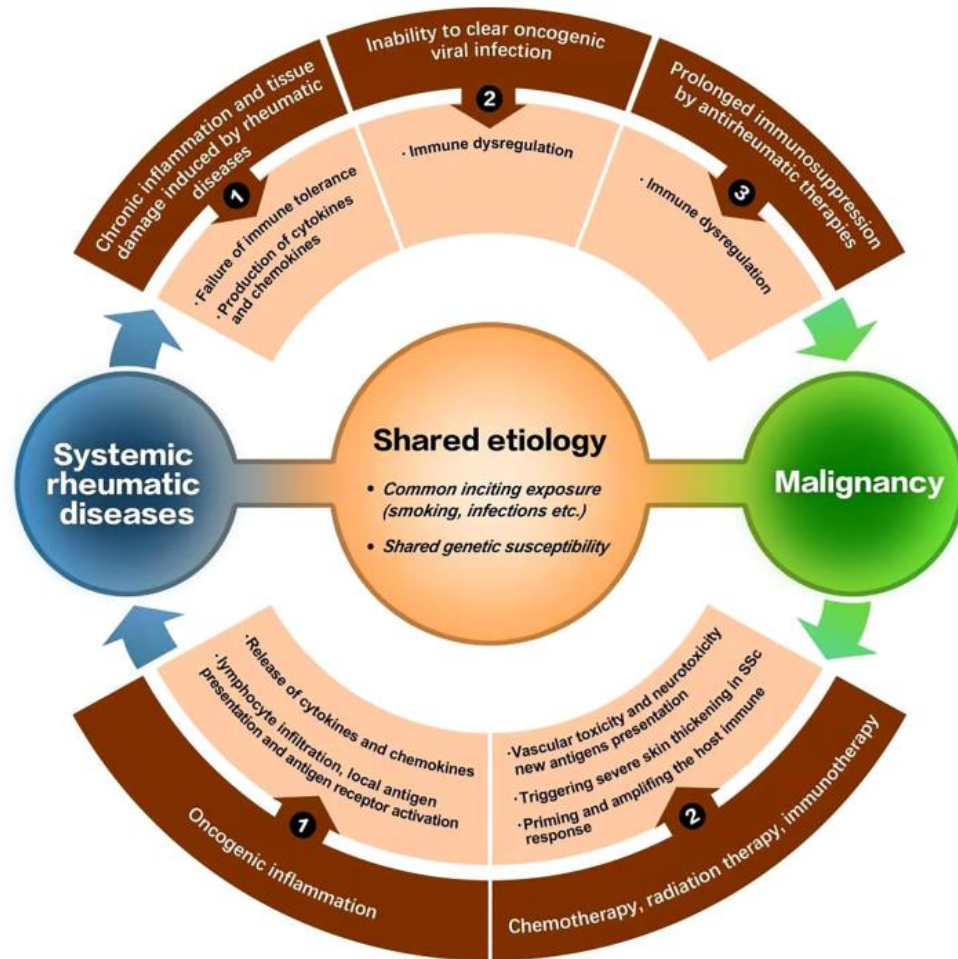 Chronic inflammation and tissue
damage induced by rheumatic
diseases
1
·Failure of immune tolerance
·Production of cytokines
and chemokines
Inability to clear oncogenic
viral infection
2
·Immune dysregulation
Prolonged immunosuppression
by antirheumatic therapies
3
·Immune dysregulation
Systemic
rheumatic
diseases
Shared etiology
• Common inciting exposure
(smoking, infections etc.)
• Shared genetic susceptibility
Malignancy
·Release of cytokines and chemokines
·lymphocyte infiltration, local antigen
presentation and antigen receptor activation
1
Oncogenic inflammation
·Vascular toxicity and neurotoxicity
new antigens presentation
·Triggering severe skin thickening in SSc
·Priming and amplifing the host immune
response
2
Chemotherapy, radiation therapy, immunotherapy